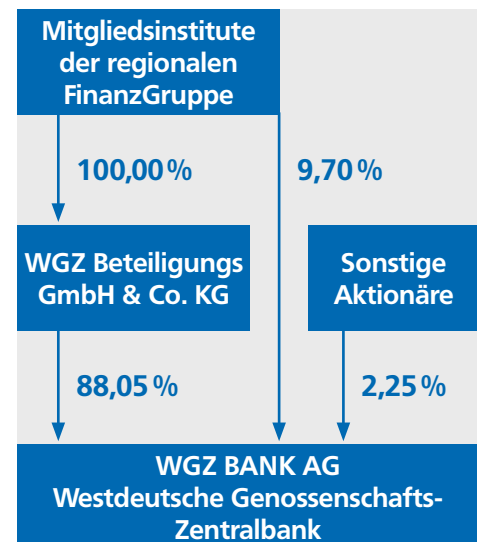 Mitgliedsinstitute
der regionalen
FinanzGruppe
100,00 %
9,70 %
WGZ Beteiligungs
GmbH & Co. KG
Sonstige
Aktionäre
88,05 %
2,25 %
WGZ BANK AG
Westdeutsche Genossenschafts-
Zentralbank